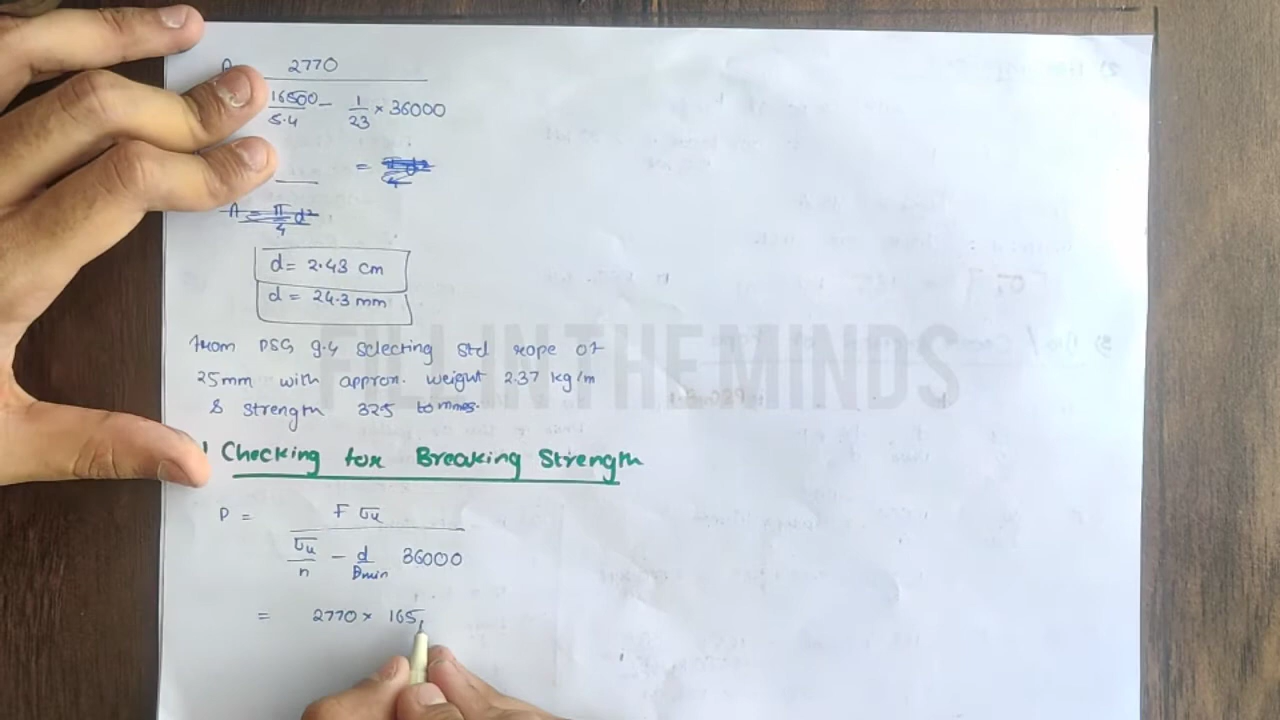 2770
16500/5.4 - 1/23 × 36000
=
d = 2.43 cm
d = 24.3 mm
from PSG 9.4 selecting std rope of
25mm with approx. weight 2.37 kg/m
& strength 32.5 tonnes.
Checking for Breaking Strength
P = F σu
σu/n - d/Dmin 36000
= 2770 × 165
FILL IN THE MINDS